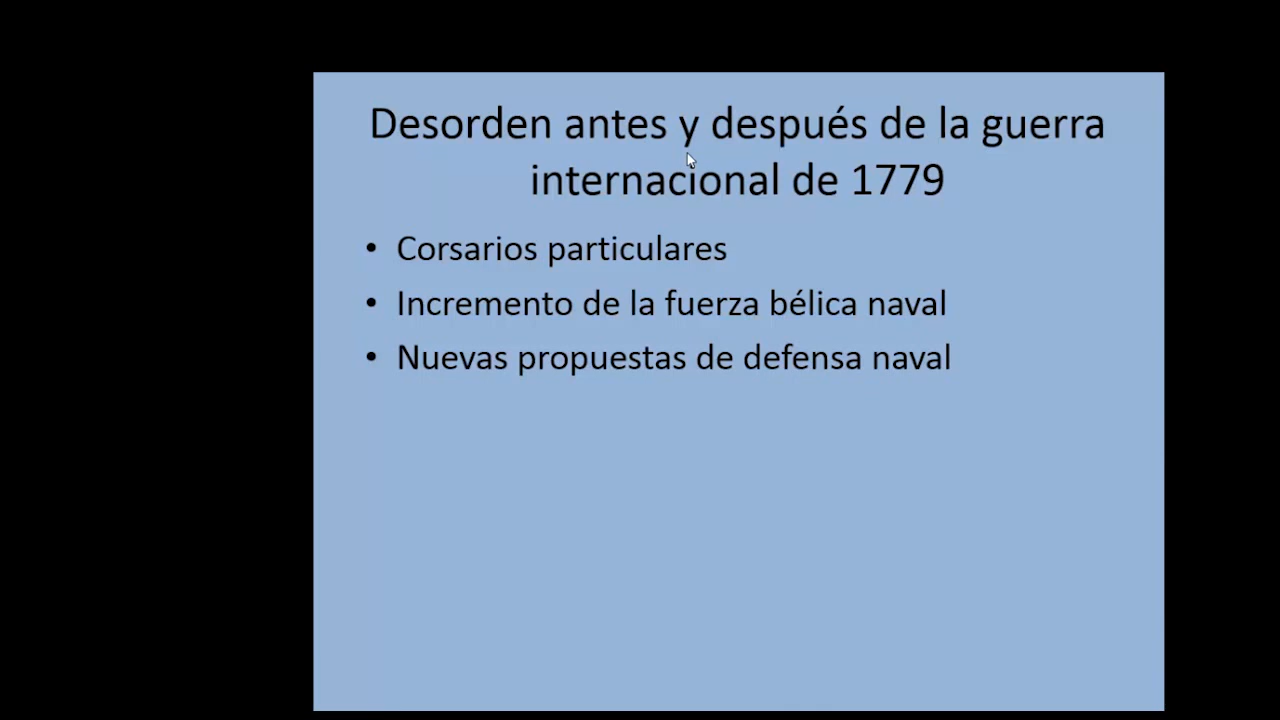 Desorden antes y después de la guerra
internacional de 1779
• Corsarios particulares
• Incremento de la fuerza bélica naval
• Nuevas propuestas de defensa naval